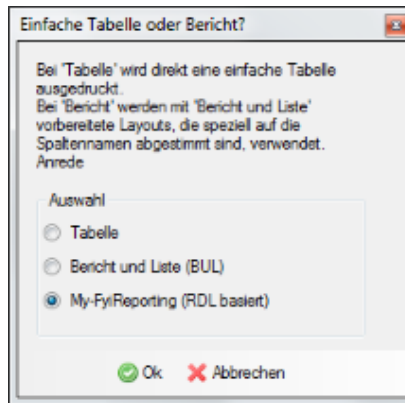 Einfache Tabelle oder Bericht?
Bei 'Tabelle' wird direkt eine einfache Tabelle
ausgedruckt.
Bei 'Bericht' werden mit 'Bericht und Liste'
vorbereitete Layouts, die speziell auf die
Spaltennamen abgestimmt sind, verwendet.
Anrede
Auswahl
Tabelle
Bericht und Liste (BUL)
My-FyiReporting (RDL basiert)
Ok
Abbrechen